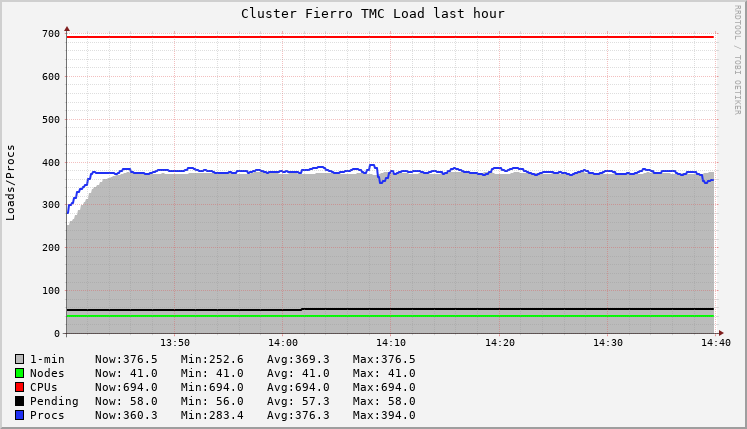 Cluster Fierro TMC Load last hour
RRDTOOL / TOBI OETIKER
Loads/Procs
700
600
500
400
300
200
100
0
13:50 14:00 14:10 14:20 14:30 14:40
1-min Now:376.5 Min:252.6 Avg:369.3 Max:376.5
Nodes Now: 41.0 Min: 41.0 Avg: 41.0 Max: 41.0
CPUs Now:694.0 Min:694.0 Avg:694.0 Max:694.0
Pending Now: 58.0 Min: 56.0 Avg: 57.3 Max: 58.0
Procs Now:360.3 Min:283.4 Avg:376.3 Max:394.0